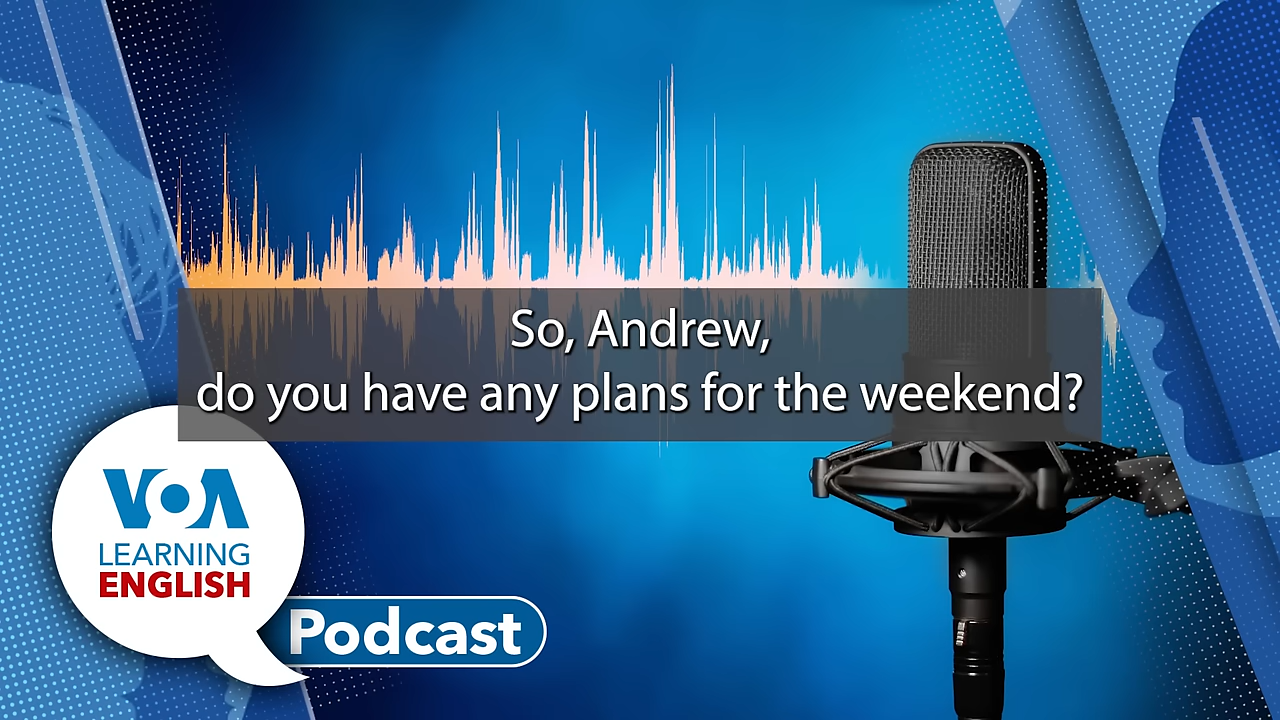 So, Andrew,
do you have any plans for the weekend?
VOA
LEARNING
ENGLISH
Podcast